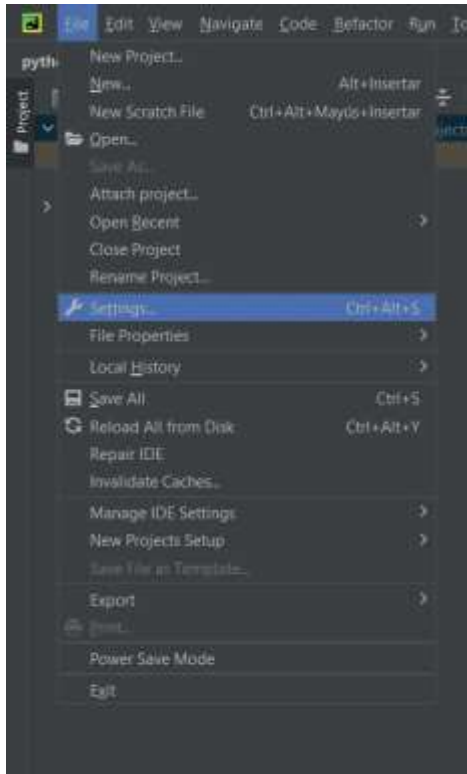 File Edit View Navigate Code Refactor Run To
pyth
Project
New Project...
New... Alt+Insertar
New Scratch File Ctrl+Alt+Mayús+Insertar
Open...
Save As...
Attach project...
Open Recent
Close Project
Rename Project...
Settings... Ctrl+Alt+S
File Properties
Local History
Save All Ctrl+S
Reload All from Disk Ctrl+Alt+Y
Repair IDE
Invalidate Caches...
Manage IDE Settings
New Projects Setup
Save File as Template...
Export
Print...
Power Save Mode
Exit